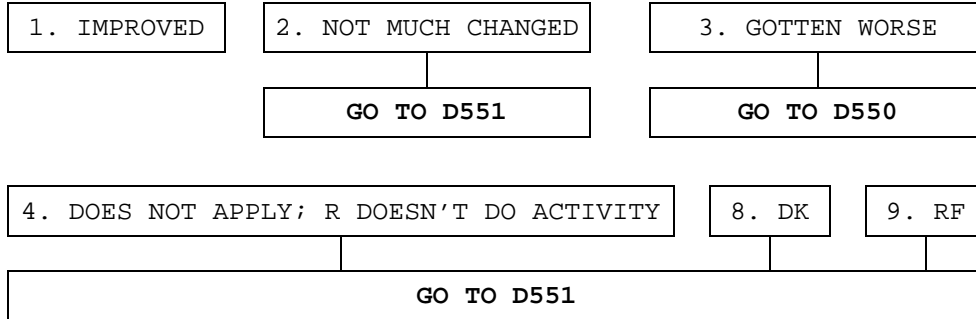 1. IMPROVED 2. NOT MUCH CHANGED 3. GOTTEN WORSE
GO TO D551 GO TO D550
4. DOES NOT APPLY; R DOESN'T DO ACTIVITY 8. DK 9. RF
GO TO D551